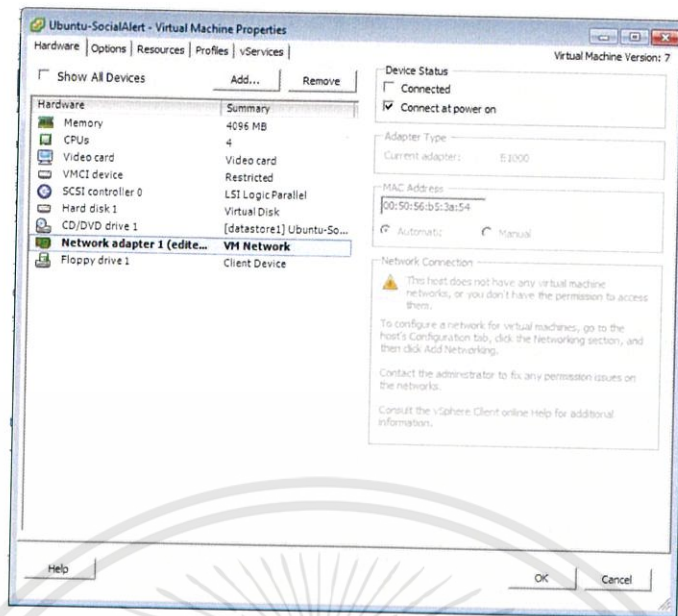 Ubuntu-SocialAlert - Virtual Machine Properties
Hardware Options Resources Profiles vServices
Virtual Machine Version: 7
Show All Devices
Add...
Remove
Hardware Summary
Memory 4096 MB
CPUs 4
Video card Video card
VMCI device Restricted
SCSI controller 0 LSI Logic Parallel
Hard disk 1 Virtual Disk
CD/DVD drive 1 [datastore1] Ubuntu-So...
Network adapter 1 (edite... VM Network
Floppy drive 1 Client Device
Device Status
Connected
Connect at power on
Adapter Type
Current adapter: E1000
MAC Address
00:50:56:b5:3a:54
Automatic Manual
Network Connection
This host does not have any virtual machine
networks, or you don't have the permission to access
them.
To configure a network for virtual machines, go to the
host's Configuration tab, click the Networking section, and
then click Add Networking.
Contact the administrator to fix any permission issues on
the networks.
Consult the vSphere Client online Help for additional
information.
Help
OK
Cancel